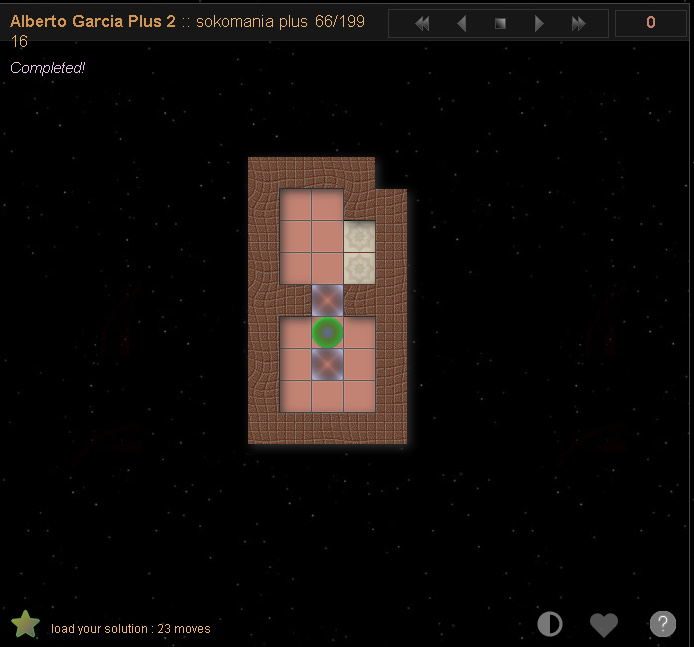 Alberto Garcia Plus 2 :: sokomania plus 66/199
0
16
Completed!
load your solution : 23 moves
?